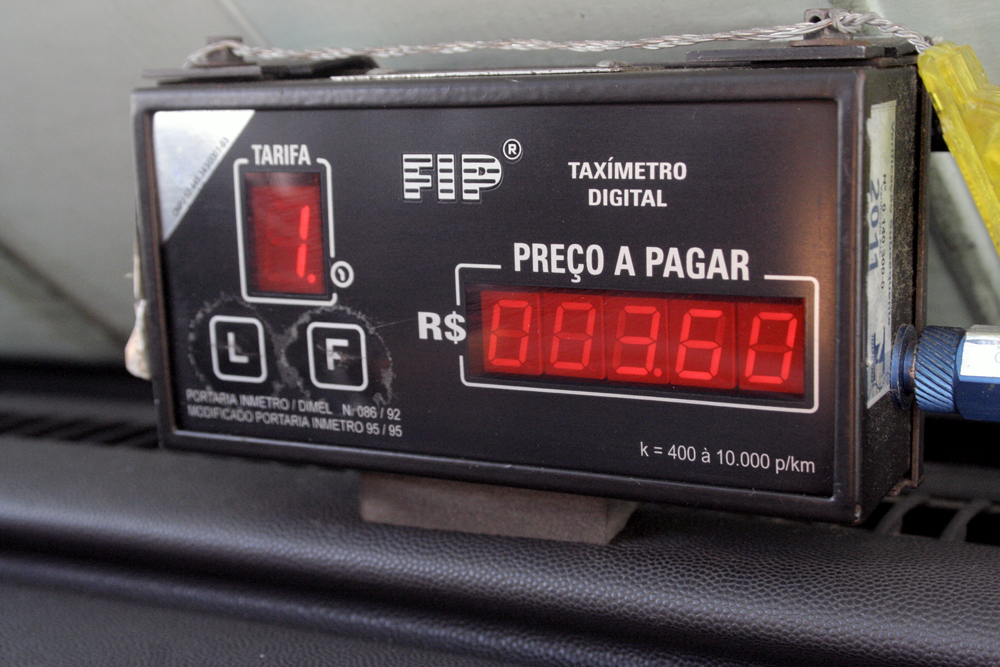 TARIFA
1.
FIP®
TAXÍMETRO
DIGITAL
PREÇO A PAGAR
R$
003.60
L
F
PORTARIA INMETRO / DIMEL N. 086 / 92
MODIFICADO PORTARIA INMETRO 95 / 95
k = 400 à 10.000 p/km
2011